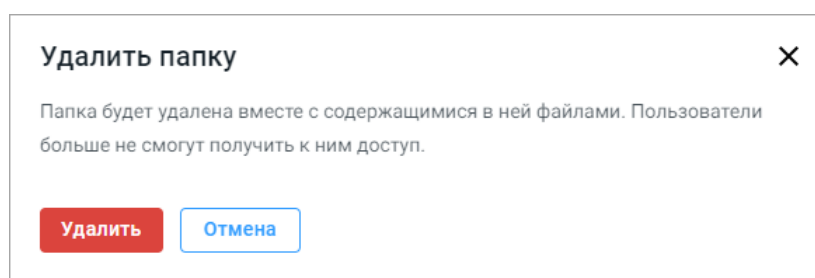 Удалить папку
Папка будет удалена вместе с содержащимися в ней файлами. Пользователи
больше не смогут получить к ним доступ.
Удалить Отмена